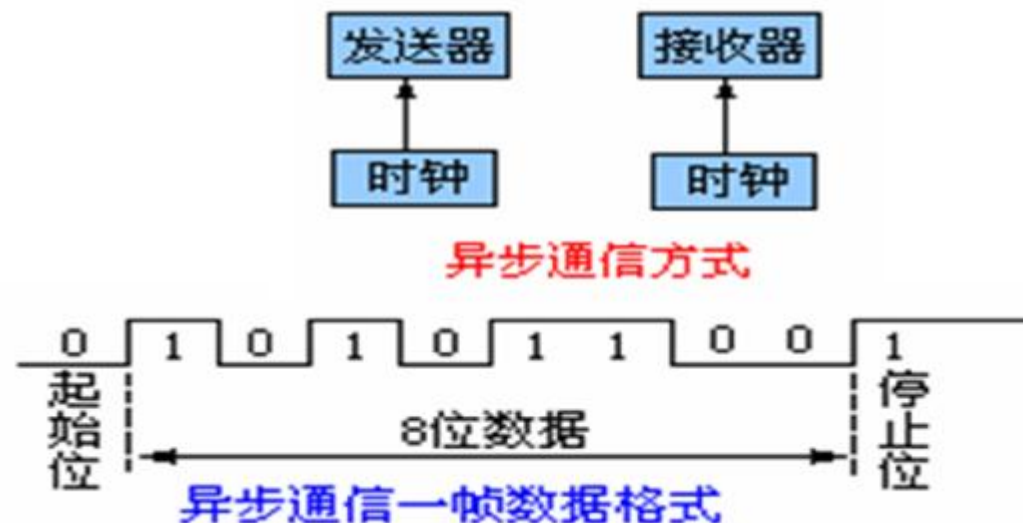 发送器 接收器
时钟 时钟
异步通信方式
0 1 0 1 0 1 1 0 0 1
起始位 8位数据 停止位
异步通信一帧数据格式